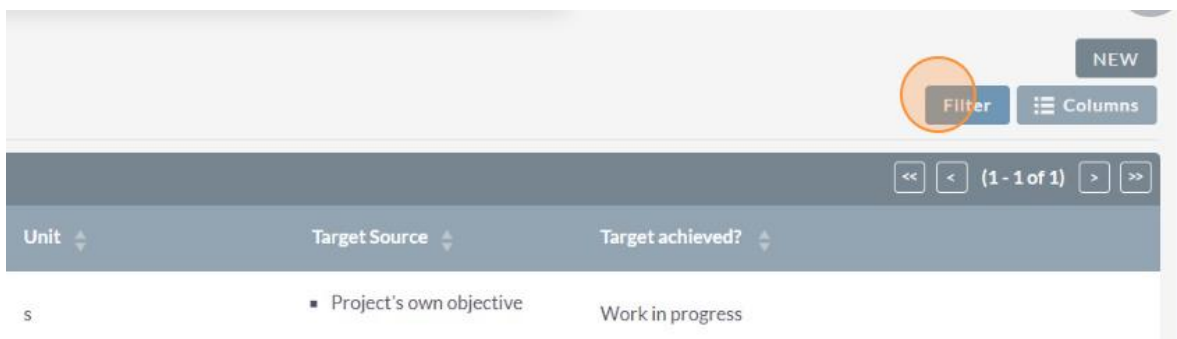 NEW
Filter
Columns
<< < (1 - 1 of 1) > >>
Unit Target Source Target achieved?
s ▪ Project's own objective Work in progress